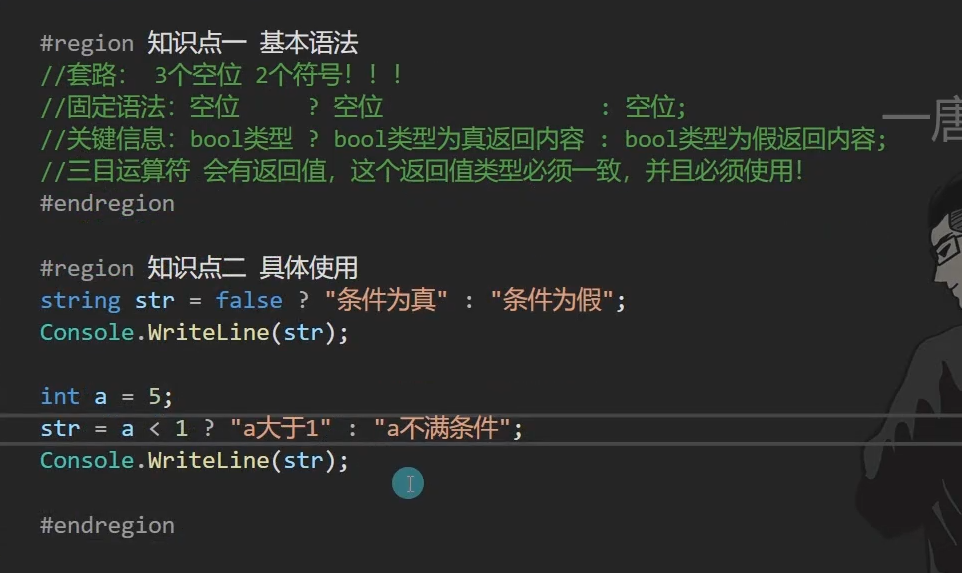 #region 知识点一 基本语法
//套路： 3个空位 2个符号！！！
//固定语法：空位 ? 空位 : 空位;
//关键信息：bool类型 ? bool类型为真返回内容 : bool类型为假返回内容;
//三目运算符 会有返回值，这个返回值类型必须一致，并且必须使用！
#endregion
#region 知识点二 具体使用
string str = false ? "条件为真" : "条件为假";
Console.WriteLine(str);
int a = 5;
str = a < 1 ? "a大于1" : "a不满条件";
Console.WriteLine(str);
#endregion
一唐